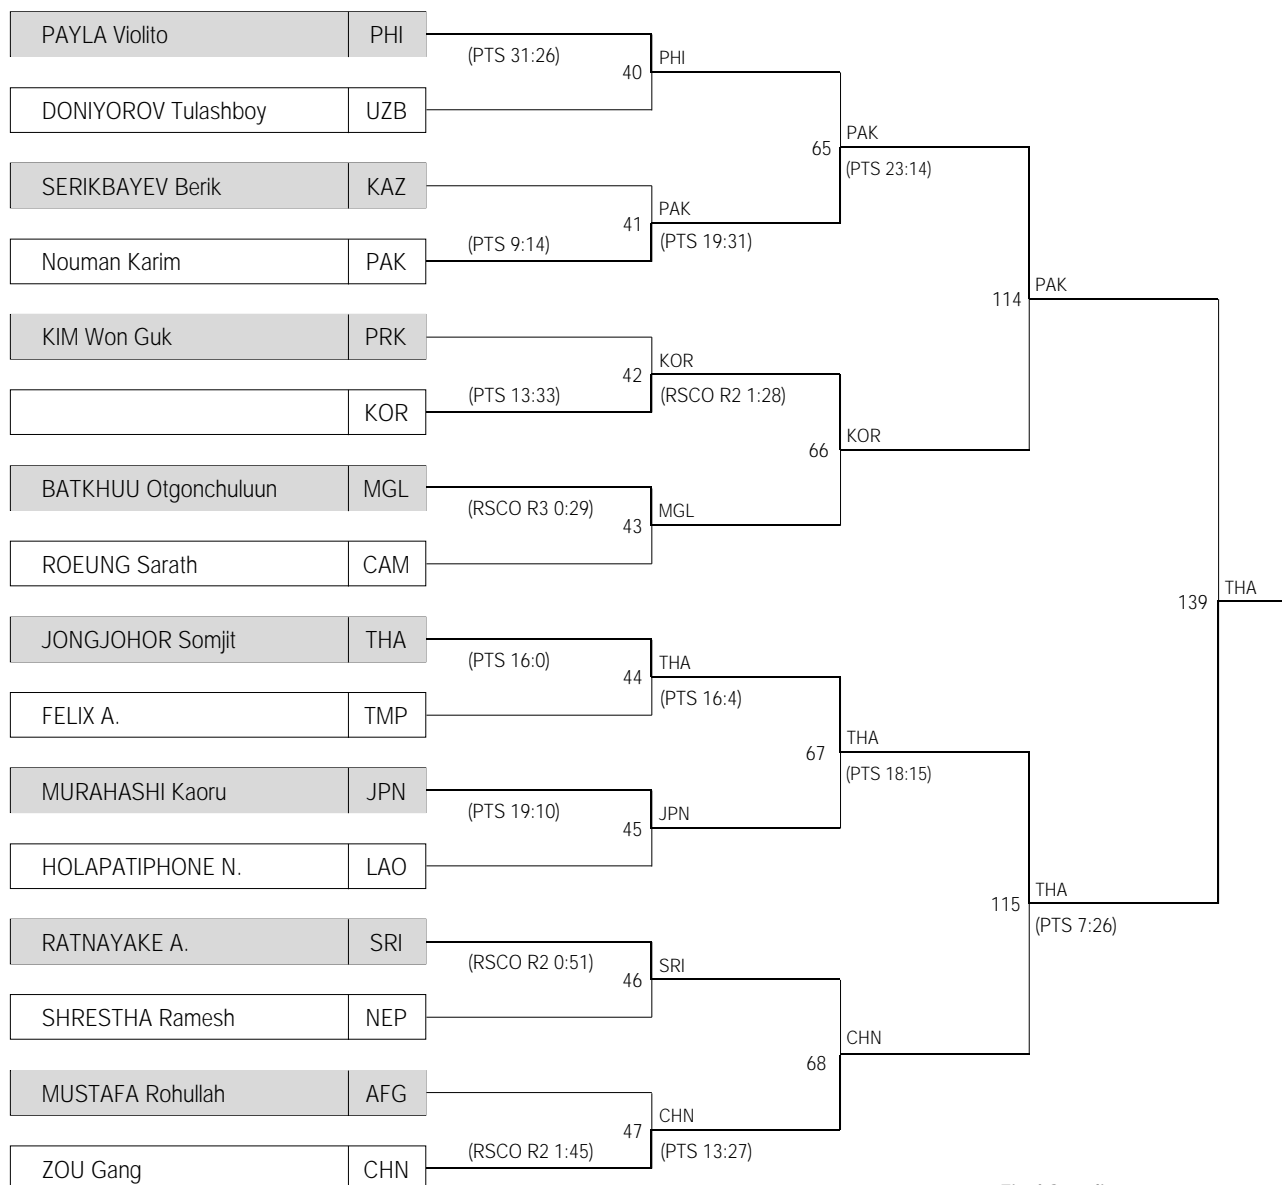 PAYLA Violito PHI
(PTS 31:26)
40 PHI
DONIYOROV Tulashboy UZB
65 PAK
(PTS 23:14)
SERIKBAYEV Berik KAZ
41 PAK
(PTS 9:14)
(PTS 19:31)
Nouman Karim PAK
114 PAK
KIM Won Guk PRK
42 KOR
(PTS 13:33)
(RSCO R2 1:28)
KOR
66 KOR
BATKHUU Otgonchuluun MGL
(RSCO R3 0:29)
43 MGL
ROEUNG Sarath CAM
139 THA
JONGJOHOR Somjit THA
(PTS 16:0)
44 THA
(PTS 16:4)
FELIX A. TMP
67 THA
(PTS 18:15)
MURAHASHI Kaoru JPN
(PTS 19:10)
45 JPN
HOLAPATIPHONE N. LAO
115 THA
(PTS 7:26)
RATNAYAKE A. SRI
(RSCO R2 0:51)
46 SRI
SHRESTHA Ramesh NEP
68 CHN
MUSTAFA Rohullah AFG
47 CHN
(RSCO R2 1:45)
(PTS 13:27)
ZOU Gang CHN